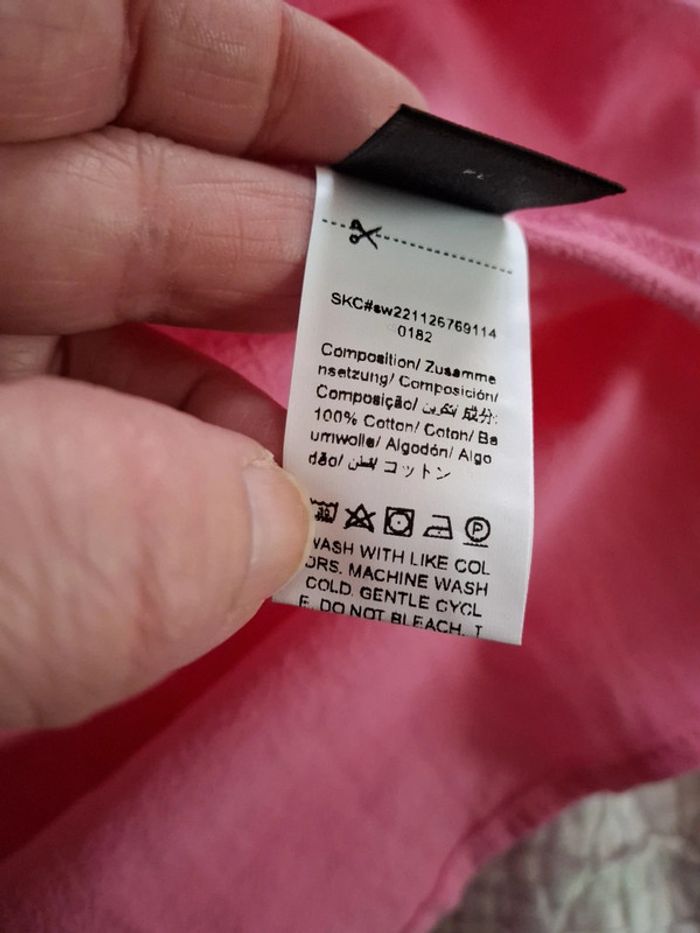 SKC#sw221126769114
0182
Composition/ Zusamme
nsetzung/ Composición/
Composição/ تكوين 成分:
100% Cotton/ Coton/ Ba
umwolle/ Algodón/ Algo
dão/ قطن/ コットン
WASH WITH LIKE COL
ORS. MACHINE WASH
COLD. GENTLE CYCL
E. DO NOT BLEACH. T